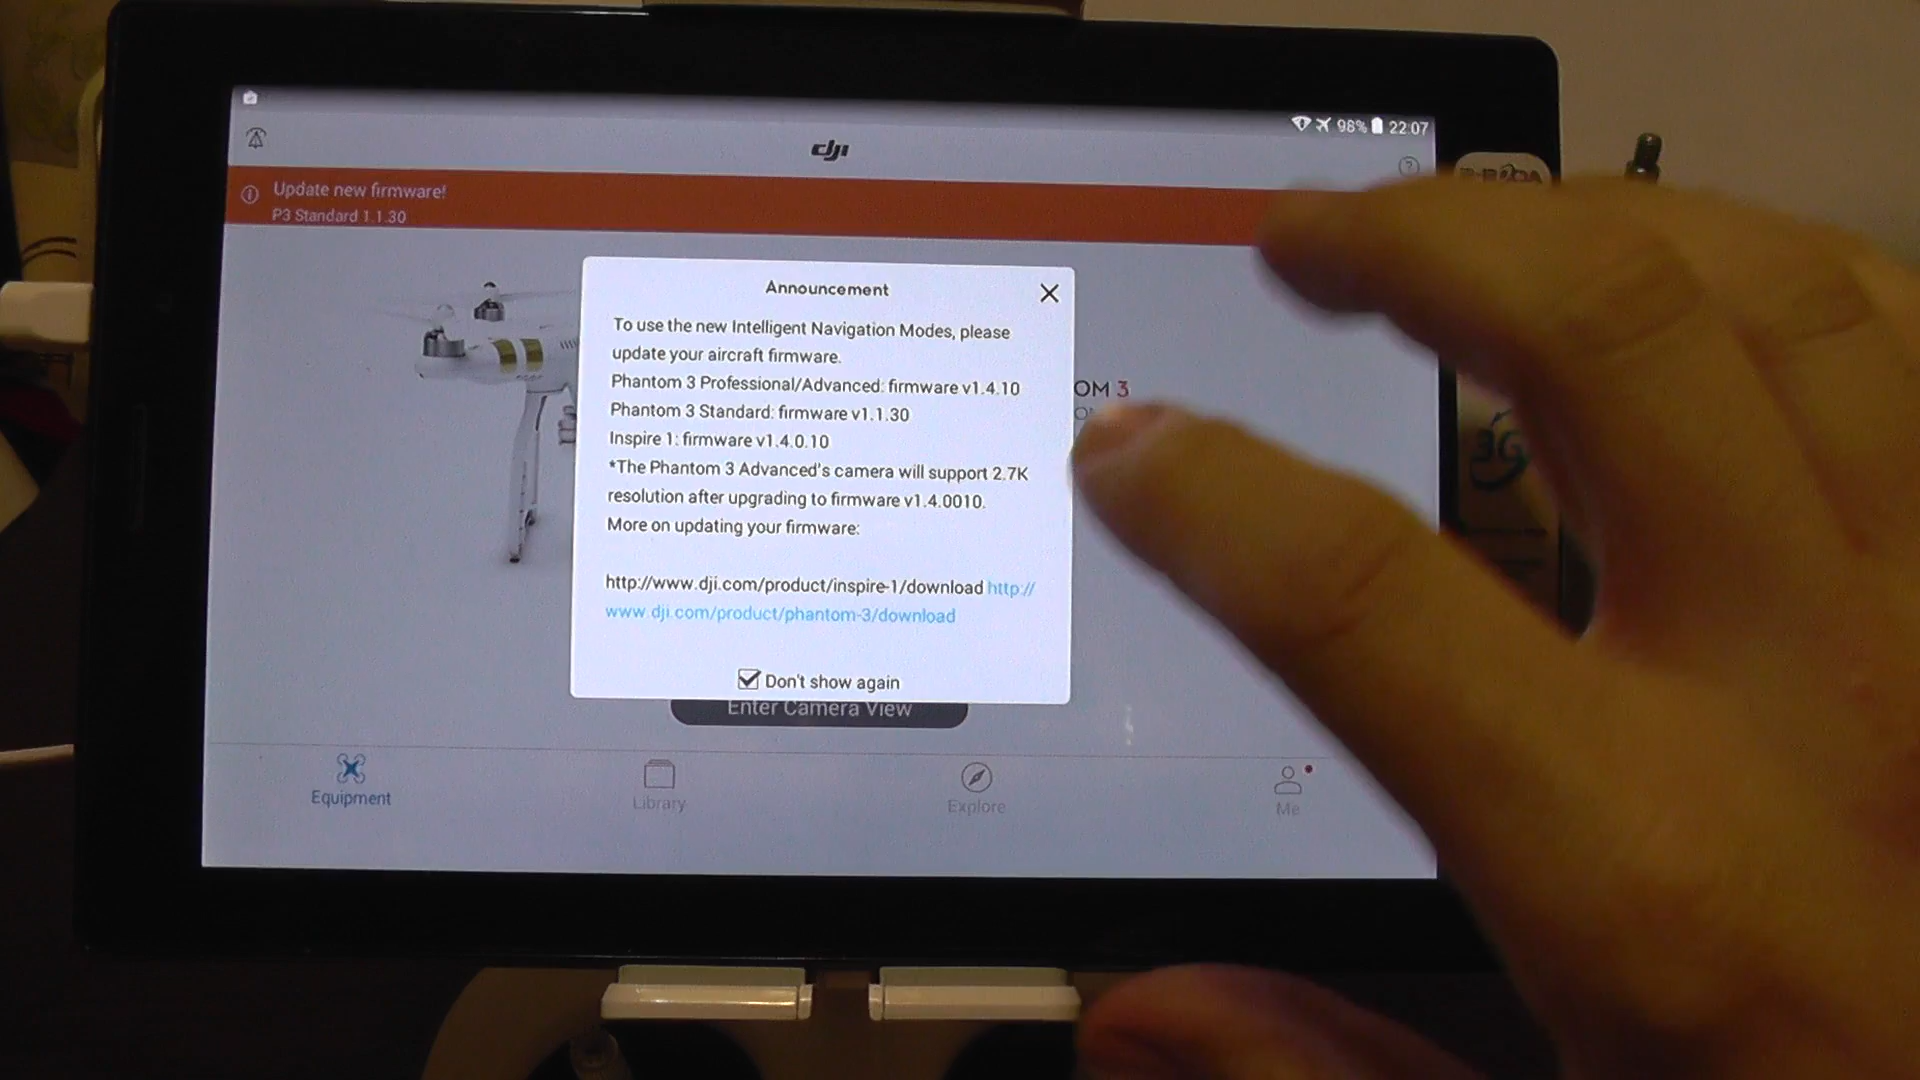 98% 22:07
dji
Update new firmware!
P3 Standard 1.1.30
Announcement
To use the new Intelligent Navigation Modes, please
update your aircraft firmware.
Phantom 3 Professional/Advanced: firmware v1.4.10
Phantom 3 Standard: firmware v1.1.30
Inspire 1: firmware v1.4.0.10
*The Phantom 3 Advanced's camera will support 2.7K
resolution after upgrading to firmware v1.4.0010.
More on updating your firmware:
http://www.dji.com/product/inspire-1/download http://
www.dji.com/product/phantom-3/download
Don't show again
OM 3
Enter Camera View
Equipment
Library
Explore
Me
3G